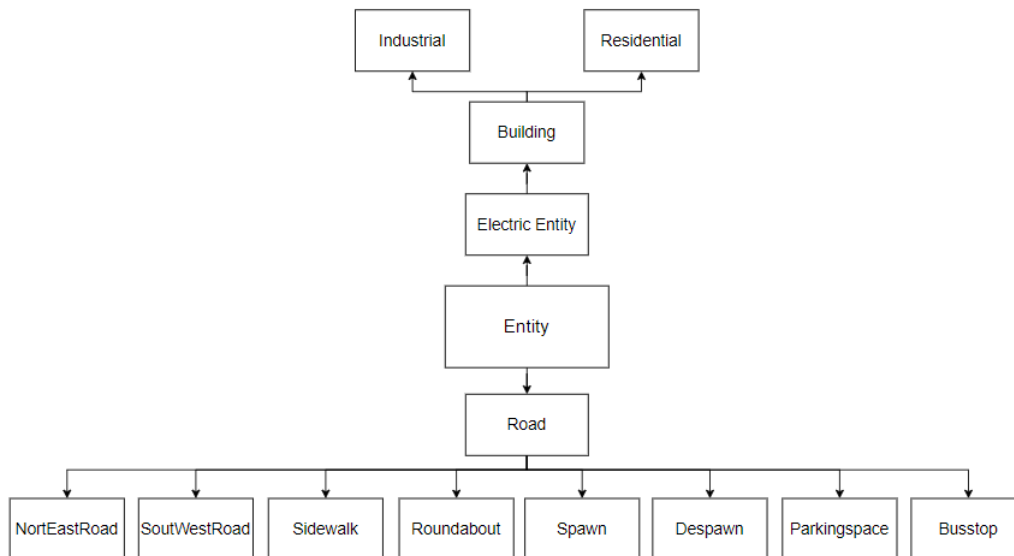 Industrial
Residential
Building
Electric Entity
Entity
Road
NortEastRoad
SoutWestRoad
Sidewalk
Roundabout
Spawn
Despawn
Parkingspace
Busstop